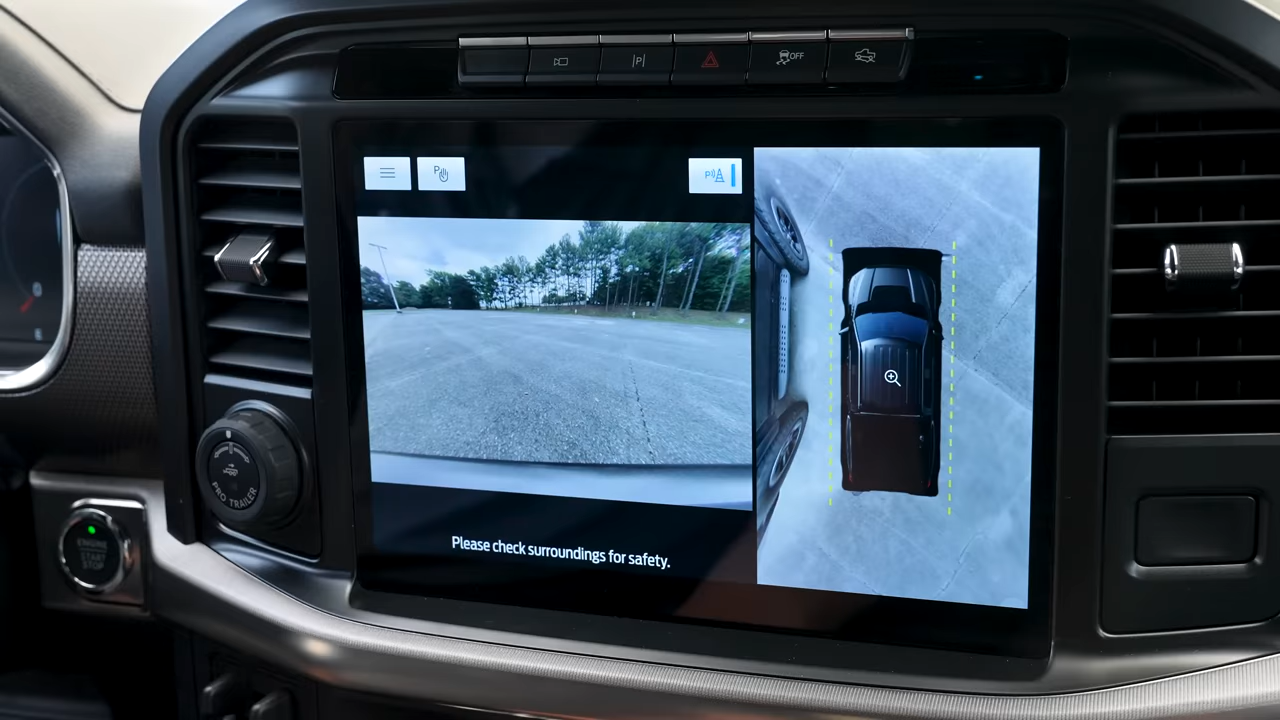 P
OFF
P
P
Please check surroundings for safety.
PRO TRAILER
ENGINE
START
STOP